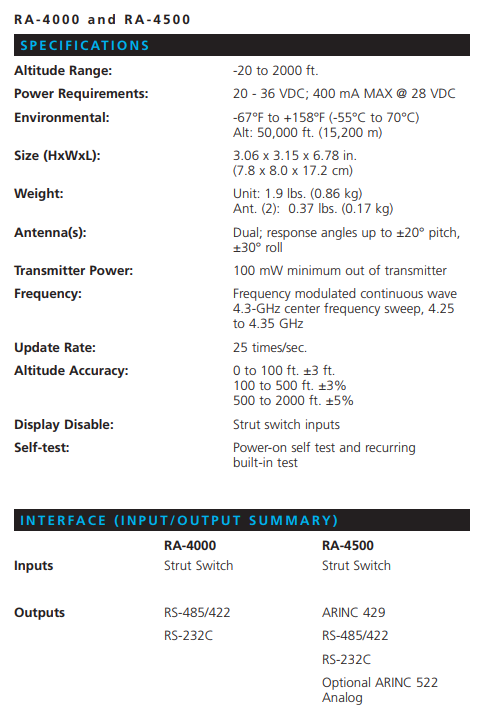 RA-4000 and RA-4500
SPECIFICATIONS
Altitude Range: -20 to 2000 ft.
Power Requirements: 20 - 36 VDC; 400 mA MAX @ 28 VDC
Environmental: -67°F to +158°F (-55°C to 70°C)
Alt: 50,000 ft. (15,200 m)
Size (HxWxL): 3.06 x 3.15 x 6.78 in.
(7.8 x 8.0 x 17.2 cm)
Weight: Unit: 1.9 lbs. (0.86 kg)
Ant. (2): 0.37 lbs. (0.17 kg)
Antenna(s): Dual; response angles up to ±20° pitch,
±30° roll
Transmitter Power: 100 mW minimum out of transmitter
Frequency: Frequency modulated continuous wave
4.3-GHz center frequency sweep, 4.25
to 4.35 GHz
Update Rate: 25 times/sec.
Altitude Accuracy: 0 to 100 ft. ±3 ft.
100 to 500 ft. ±3%
500 to 2000 ft. ±5%
Display Disable: Strut switch inputs
Self-test: Power-on self test and recurring
built-in test
INTERFACE (INPUT/OUTPUT SUMMARY)
RA-4000 RA-4500
Inputs Strut Switch Strut Switch
Outputs RS-485/422 ARINC 429
RS-232C RS-485/422
RS-232C
Optional ARINC 522
Analog